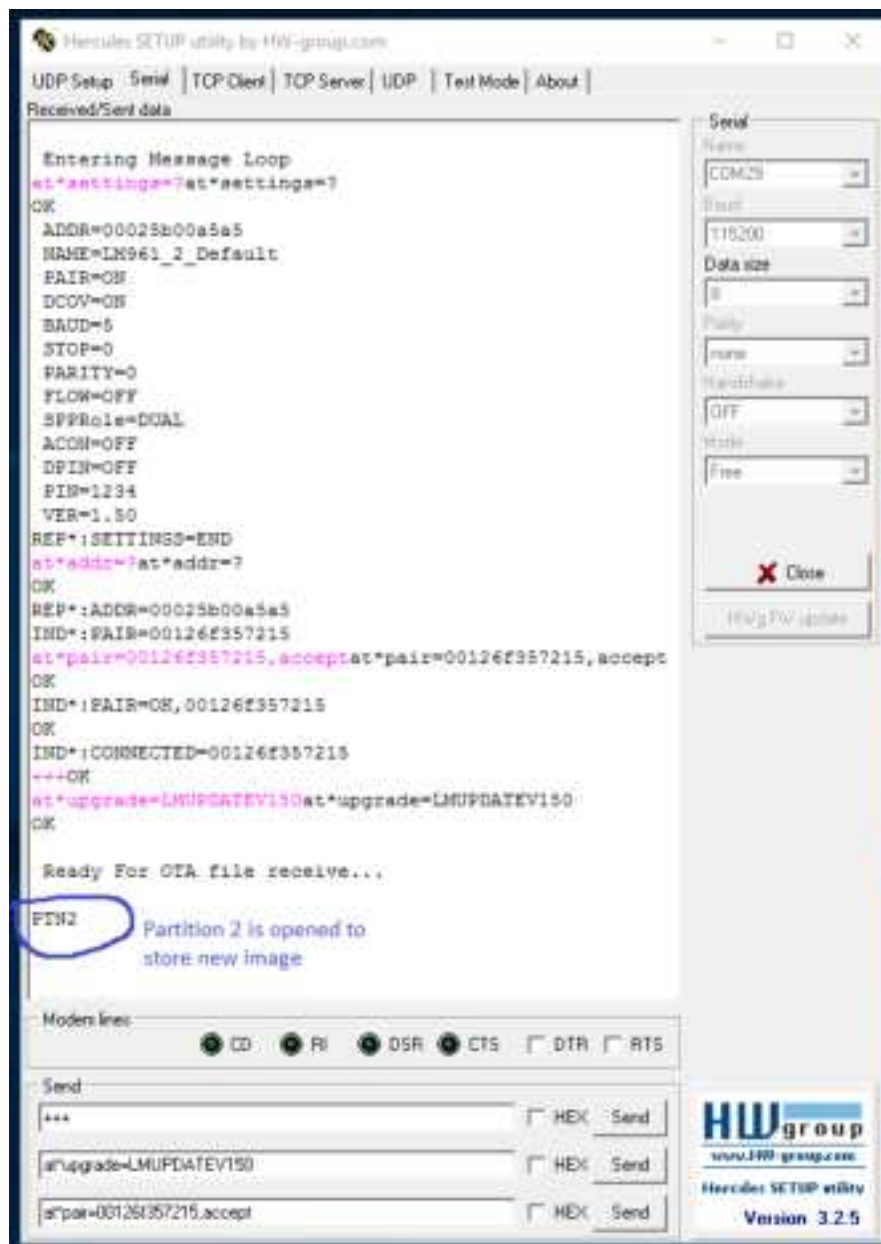 Hercules SETUP utility by HW-group.com
UDP Setup Serial TCP Client TCP Server UDP Test Mode About
Received/Sent data
Entering Message Loop
at*settings=?at*settings=?
OK
ADDR=00025b00a5a5
NAME=LM961_2_Default
PAIR=ON
DCOV=ON
BAUD=5
STOP=0
PARITY=0
FLOW=OFF
SPPRole=DUAL
ACON=OFF
DPIN=OFF
PIN=1234
VER=1.50
REP*:SETTINGS=END
at*addr=?at*addr=?
OK
REP*:ADDR=00025b00a5a5
IND*:PAIR=00126f357215
at*pair=00126f357215,acceptat*pair=00126f357215,accept
OK
IND*:PAIR=OK,00126f357215
OK
IND*:CONNECTED=00126f357215
+++OK
at*upgrade=LMUPDATEV150at*upgrade=LMUPDATEV150
OK
Ready For OTA file receive...
PTN2
Partition 2 is opened to
store new image
Serial
Name
COM29
Baud
115200
Data size
8
Parity
none
Handshake
OFF
Mode
Free
Close
HWg FW update
Modem lines
CD RI DSR CTS DTR RTS
Send
+++ HEX Send
at*upgrade=LMUPDATEV150 HEX Send
at*pair=00126f357215,accept HEX Send
HWgroup
www.HW-group.com
Hercules SETUP utility
Version 3.2.5